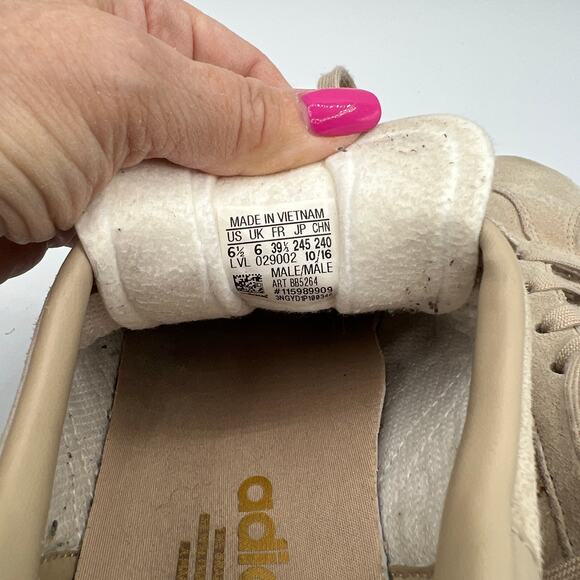 MADE IN VIETNAM
US UK FR JP CHN
6½ 6 39⅓ 245 240
LVL 029002 10/16
MALE/MALE
ART BB5264
#115989909
adid